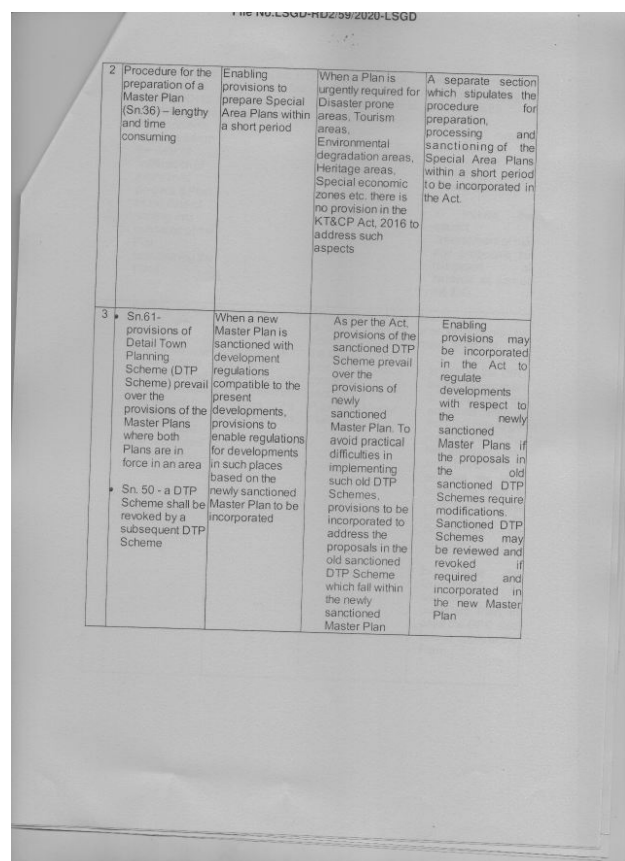 File No.LSGD-RD2/59/2020-LSGD
2
Procedure for the
preparation of a
Master Plan
(Sn.36) – lengthy
and time
consuming
Enabling
provisions to
prepare Special
Area Plans within
a short period
When a Plan is
urgently required for
Disaster prone
areas, Tourism
areas,
Environmental
degradation areas,
Heritage areas,
Special economic
zones etc. there is
no provision in the
KT&CP Act, 2016 to
address such
aspects
A separate section
which stipulates the
procedure for
preparation,
processing and
sanctioning of the
Special Area Plans
within a short period
to be incorporated in
the Act.
3
• Sn.61-
provisions of
Detail Town
Planning
Scheme (DTP
Scheme) prevail
over the
provisions of the
Master Plans
where both
Plans are in
force in an area
• Sn. 50 - a DTP
Scheme shall be
revoked by a
subsequent DTP
Scheme
When a new
Master Plan is
sanctioned with
development
regulations
compatible to the
present
developments,
provisions to
enable regulations
for developments
in such places
based on the
newly sanctioned
Master Plan to be
incorporated
As per the Act,
provisions of the
sanctioned DTP
Scheme prevail
over the
provisions of
newly
sanctioned
Master Plan. To
avoid practical
difficulties in
implementing
such old DTP
Schemes,
provisions to be
incorporated to
address the
proposals in the
old sanctioned
DTP Scheme
which fall within
the newly
sanctioned
Master Plan
Enabling
provisions may
be incorporated
in the Act to
regulate
developments
with respect to
the newly
sanctioned
Master Plans if
the proposals in
the old
sanctioned DTP
Schemes require
modifications.
Sanctioned DTP
Schemes may
be reviewed and
revoked if
required and
incorporated in
the new Master
Plan